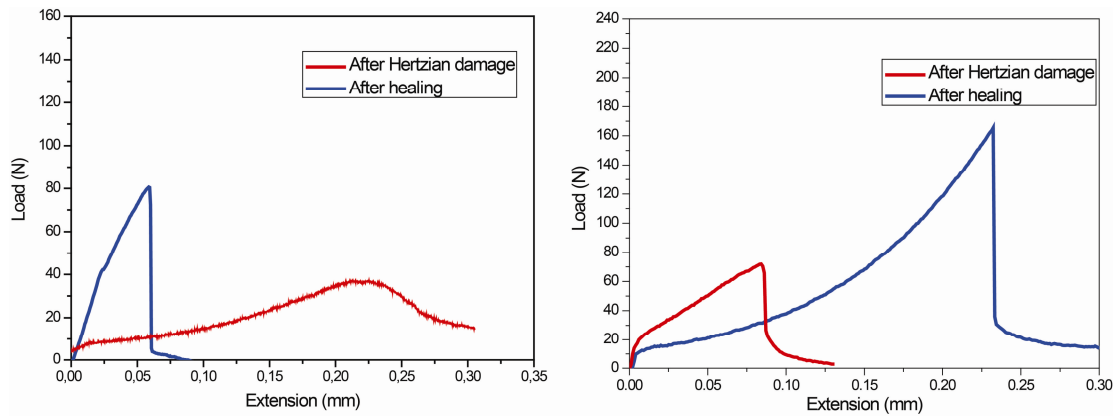 160
140
120
100
80
60
40
20
0
Load (N)
After Hertzian damage
After healing
0,00 0,05 0,10 0,15 0,20 0,25 0,30 0,35
Extension (mm)
240
220
200
180
160
140
120
100
80
60
40
20
0
Load (N)
After Hertzian damage
After healing
0.00 0.05 0.10 0.15 0.20 0.25 0.30
Extension (mm)